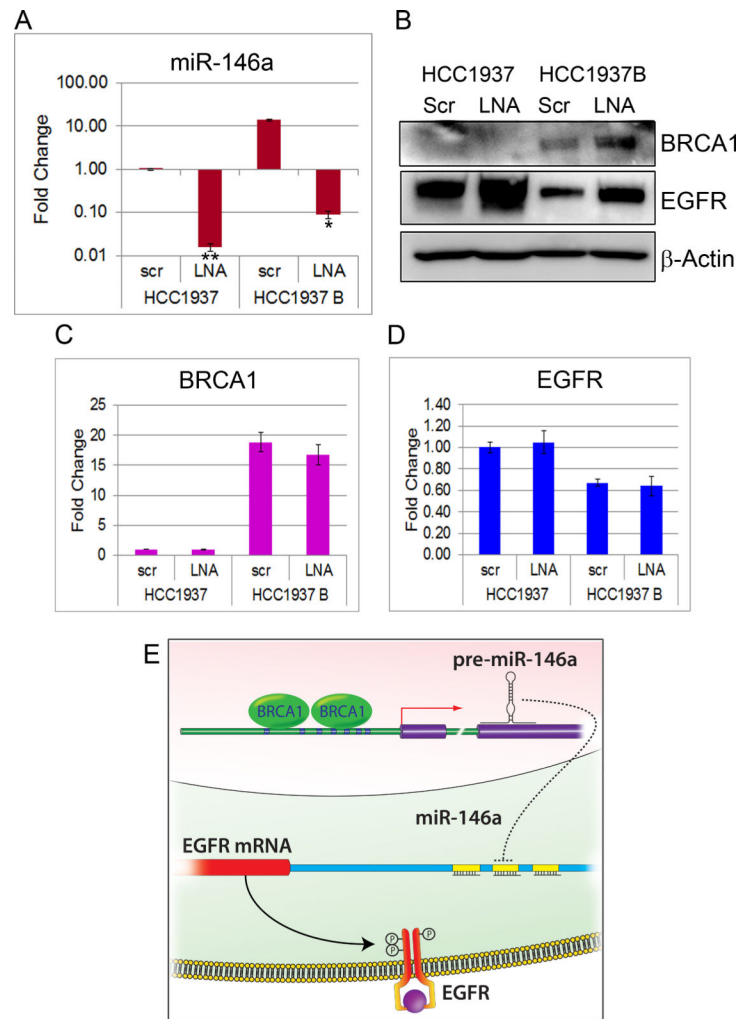 A
miR-146a
Fold Change
100.00
10.00
1.00
0.10
0.01
**
*
scr LNA scr LNA
HCC1937 HCC1937 B
B
HCC1937 HCC1937B
Scr LNA Scr LNA
BRCA1
EGFR
β-Actin
C
BRCA1
Fold Change
25
20
15
10
5
0
scr LNA scr LNA
HCC1937 HCC1937 B
D
EGFR
Fold Change
1.40
1.20
1.00
0.80
0.60
0.40
0.20
0.00
scr LNA scr LNA
HCC1937 HCC1937 B
E
pre-miR-146a
BRCA1 BRCA1
miR-146a
EGFR mRNA
P P
P
EGFR